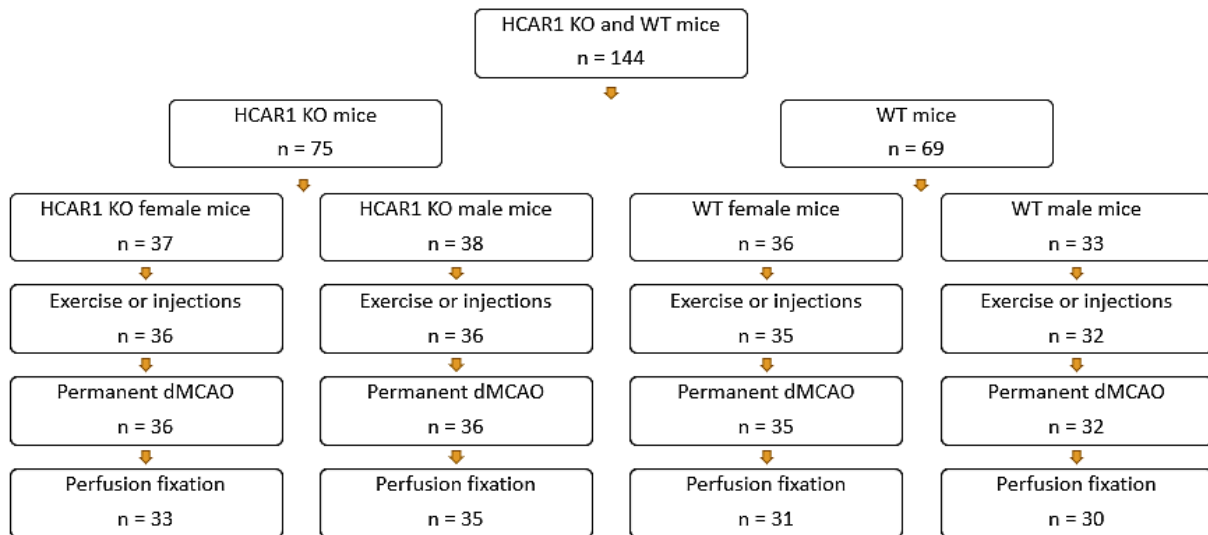 HCAR1 KO and WT mice
n = 144
HCAR1 KO mice
n = 75
WT mice
n = 69
HCAR1 KO female mice
n = 37
HCAR1 KO male mice
n = 38
WT female mice
n = 36
WT male mice
n = 33
Exercise or injections
n = 36
Exercise or injections
n = 36
Exercise or injections
n = 35
Exercise or injections
n = 32
Permanent dMCAO
n = 36
Permanent dMCAO
n = 36
Permanent dMCAO
n = 35
Permanent dMCAO
n = 32
Perfusion fixation
n = 33
Perfusion fixation
n = 35
Perfusion fixation
n = 31
Perfusion fixation
n = 30